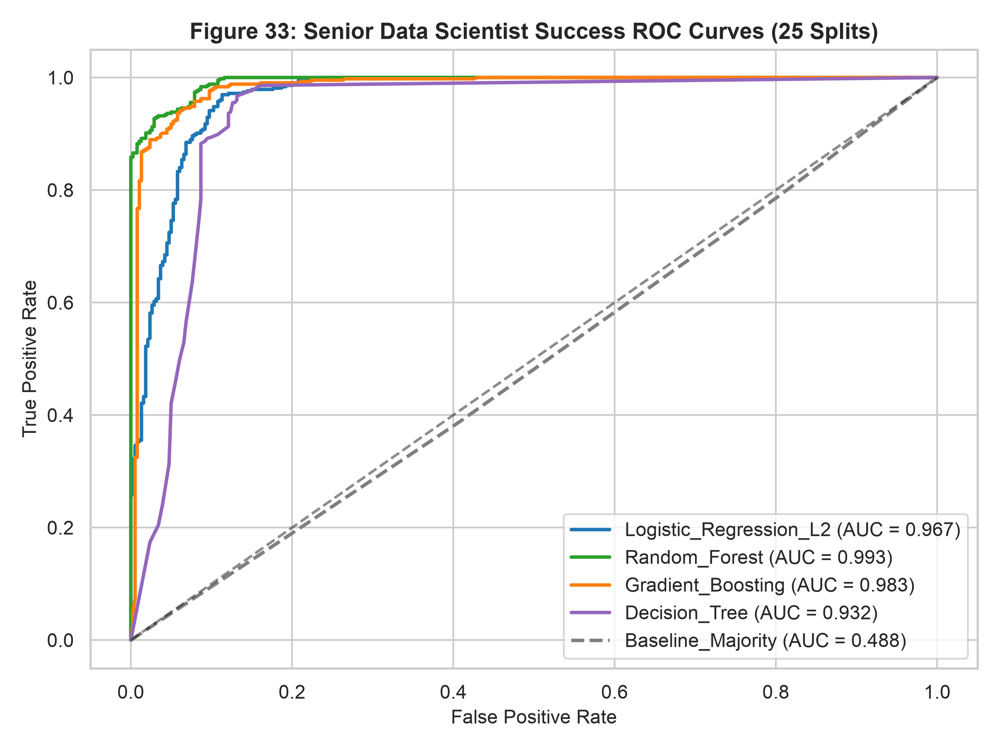 Figure 33: Senior Data Scientist Success ROC Curves (25 Splits)
True Positive Rate
1.0
0.8
0.6
0.4
0.2
0.0
Logistic_Regression_L2 (AUC = 0.967)
Random_Forest (AUC = 0.993)
Gradient_Boosting (AUC = 0.983)
Decision_Tree (AUC = 0.932)
Baseline_Majority (AUC = 0.488)
0.0 0.2 0.4 0.6 0.8 1.0
False Positive Rate